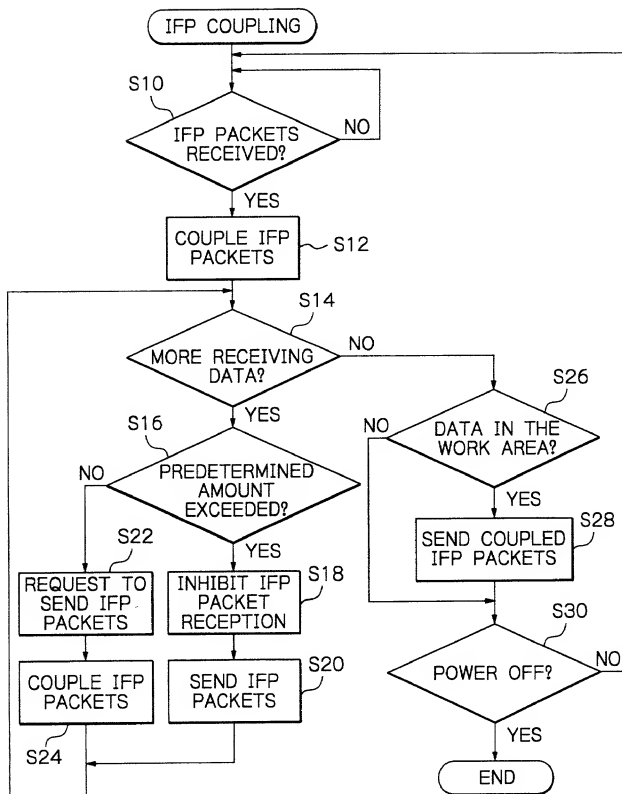 IFP COUPLING
S10
IFP PACKETS
RECEIVED?
NO
YES
COUPLE IFP
PACKETS
S12
S14
MORE RECEIVING
DATA?
NO
YES
S16
PREDETERMINED
AMOUNT
EXCEEDED?
NO
YES
S26
DATA IN THE
WORK AREA?
NO
YES
S22
REQUEST TO
SEND IFP
PACKETS
INHIBIT IFP
PACKET
RECEPTION
S18
SEND COUPLED
IFP PACKETS
S28
COUPLE IFP
PACKETS
S24
SEND IFP
PACKETS
S20
S30
POWER OFF?
NO
YES
END